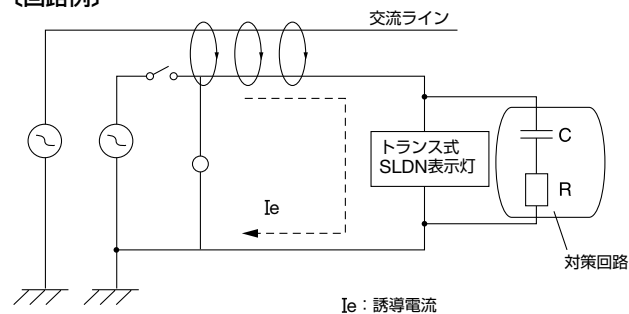 〔回路例〕
交流ライン
トランス式
SLDN表示灯
C
R
Ie
対策回路
Ie：誘導電流